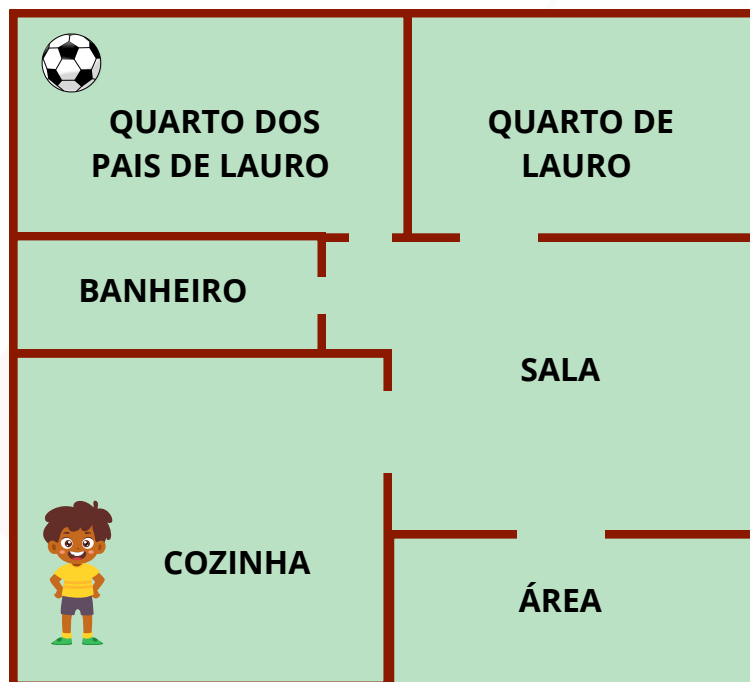 QUARTO DOS
PAIS DE LAURO
QUARTO DE
LAURO
BANHEIRO
SALA
COZINHA
ÁREA